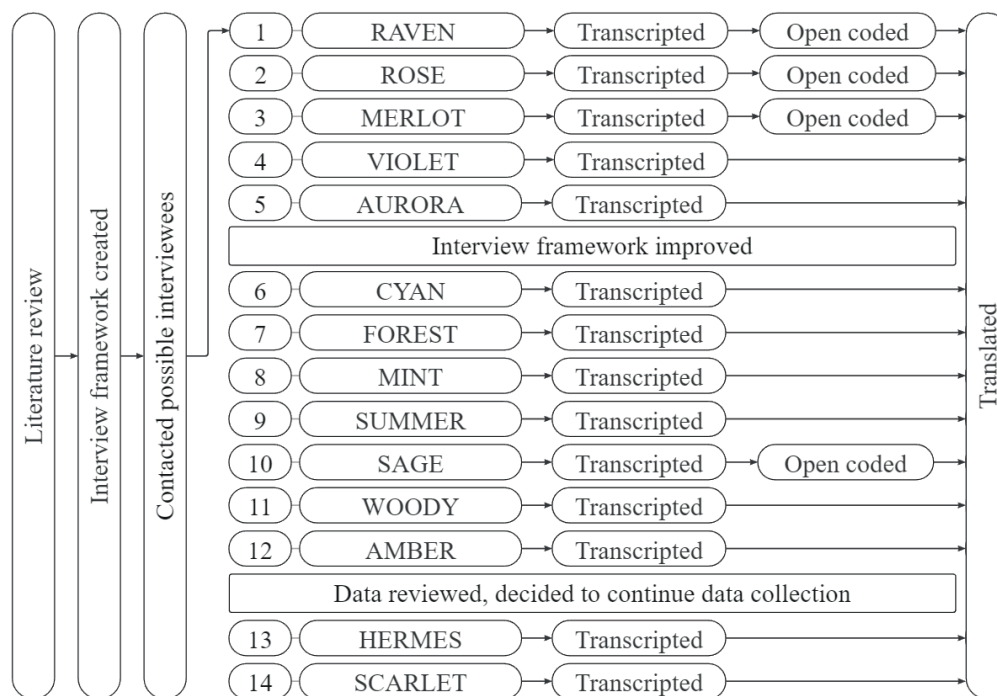 Literature review
Interview framework created
Contacted possible interviewees
1 RAVEN Transcripted Open coded
2 ROSE Transcripted Open coded
3 MERLOT Transcripted Open coded
4 VIOLET Transcripted
5 AURORA Transcripted
Interview framework improved
6 CYAN Transcripted
7 FOREST Transcripted
8 MINT Transcripted
9 SUMMER Transcripted
10 SAGE Transcripted Open coded
11 WOODY Transcripted
12 AMBER Transcripted
Data reviewed, decided to continue data collection
13 HERMES Transcripted
14 SCARLET Transcripted
Translated